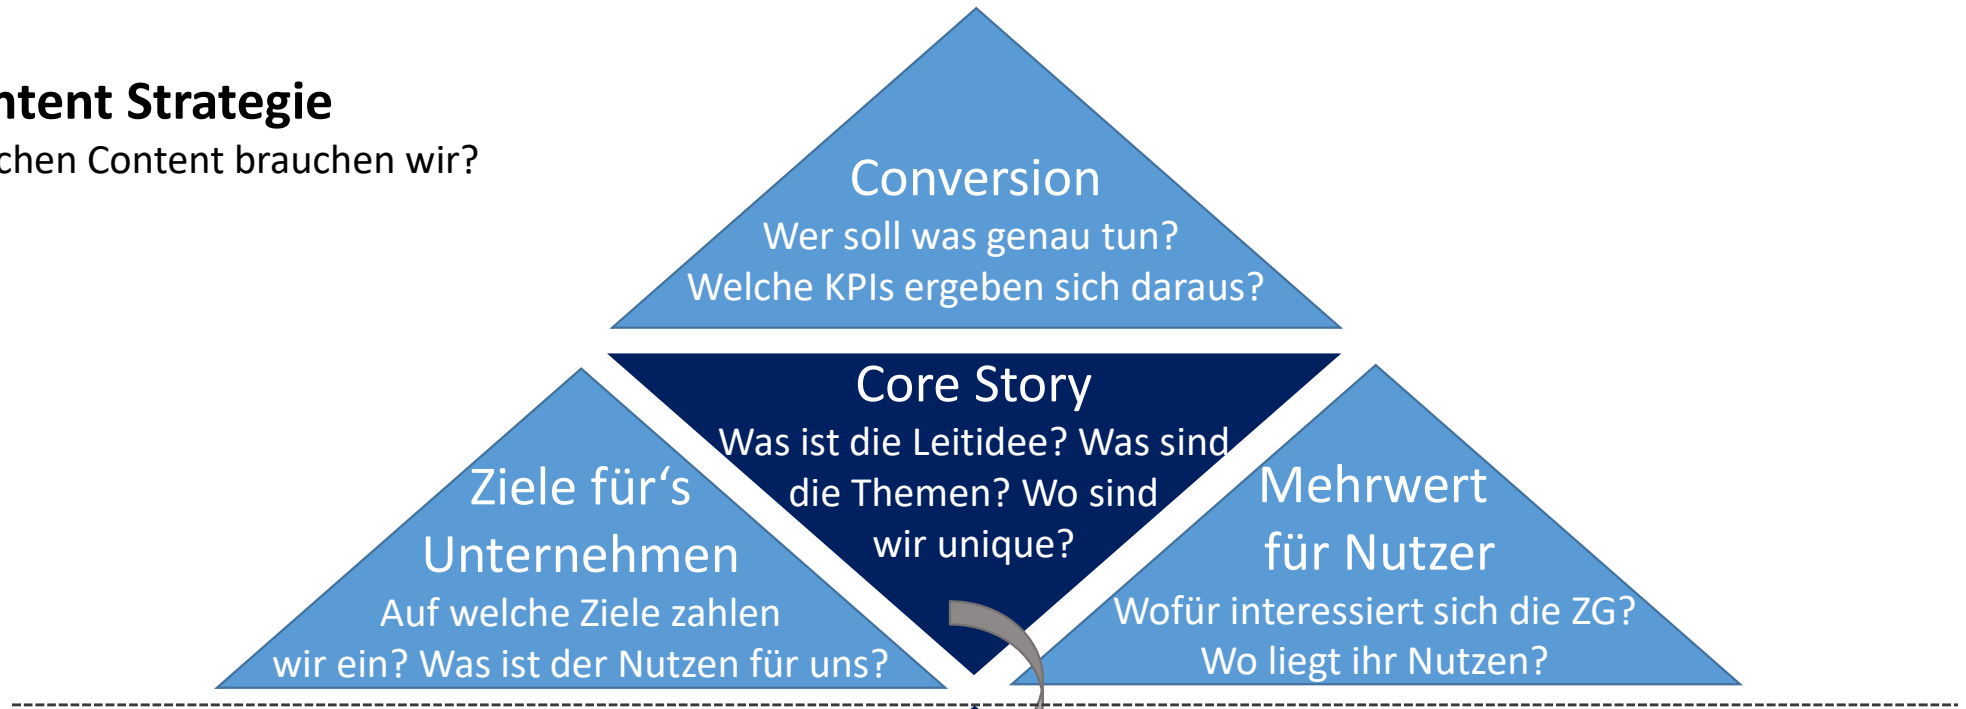 ntent Strategie
chen Content brauchen wir?
Conversion
Wer soll was genau tun?
Welche KPIs ergeben sich daraus?
Core Story
Was ist die Leitidee? Was sind
die Themen? Wo sind
wir unique?
Ziele für‘s
Unternehmen
Auf welche Ziele zahlen
wir ein? Was ist der Nutzen für uns?
Mehrwert
für Nutzer
Wofür interessiert sich die ZG?
Wo liegt ihr Nutzen?